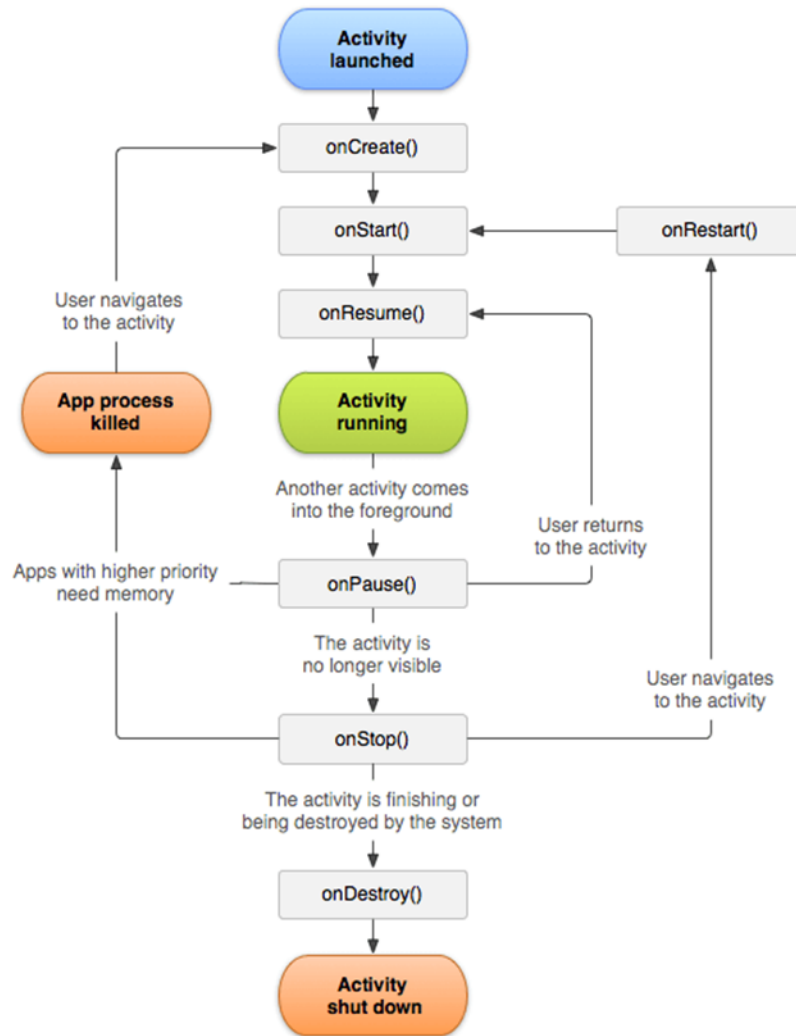 Activity
launched
onCreate()
onStart()
onRestart()
User navigates
to the activity
onResume()
App process
killed
Activity
running
Another activity comes
into the foreground
User returns
to the activity
Apps with higher priority
need memory
onPause()
The activity is
no longer visible
User navigates
to the activity
onStop()
The activity is finishing or
being destroyed by the system
onDestroy()
Activity
shut down